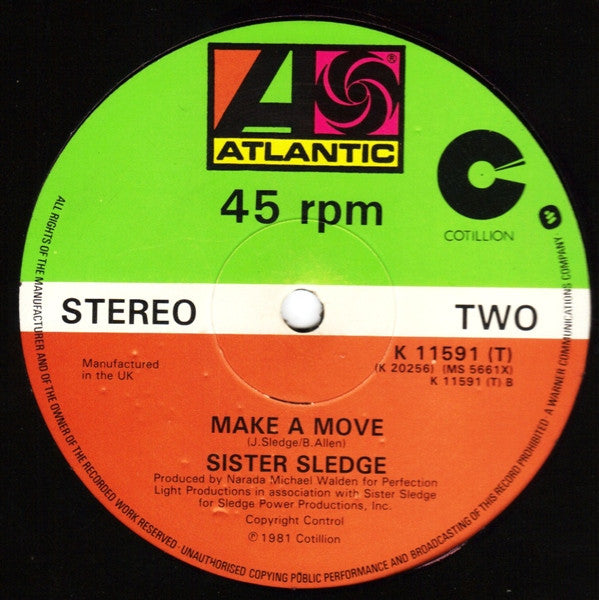 ATLANTIC
®
45 rpm
COTILLION
STEREO
TWO
Manufactured
in the UK
K 11591 (T)
(K 20256) (MS 5661X)
K 11591 (T) B
MAKE A MOVE
(J.Sledge/B.Allen)
SISTER SLEDGE
Produced by Narada Michael Walden for Perfection
Light Productions in association with Sister Sledge
for Sledge Power Productions, Inc.
Copyright Control
℗ 1981 Cotillion
ALL RIGHTS OF THE MANUFACTURER AND OF THE OWNER OF THE RECORDED WORK RESERVED · UNAUTHORISED COPYING PUBLIC PERFORMANCE AND BROADCASTING OF THIS RECORD PROHIBITED · A WARNER COMMUNICATIONS COMPANY